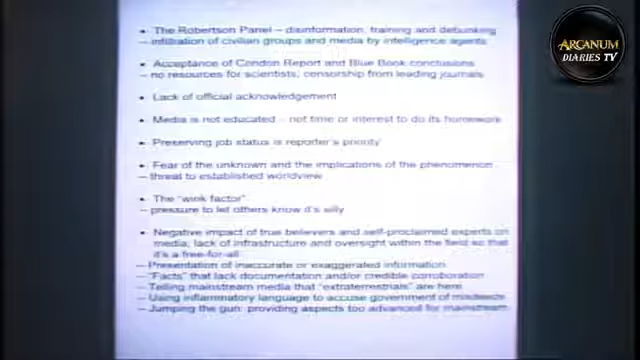 • The Robertson Panel – disinformation, training and debunking
– infiltration of civilian groups and media by intelligence agents
• Acceptance of Condon Report and Blue Book conclusions
– no resources for scientists; censorship from leading journals
• Lack of official acknowledgement
• Media is not educated – not time or interest to do its homework
• Preserving job status is reporter's priority
• Fear of the unknown and the implications of the phenomenon
– threat to established worldview
• The "wink factor"
– pressure to let others know it's silly
• Negative impact of true believers and self-proclaimed experts on
media; lack of infrastructure and oversight within the field so that
it's a free-for-all:
– Presentation of inaccurate or exaggerated information
– "Facts" that lack documentation and/or credible corroboration
– Telling mainstream media that "extraterrestrials" are here
– Using inflammatory language to accuse government of misdeeds
– Jumping the gun: providing aspects too advanced for mainstream
ARCANUM
DIARIES TV